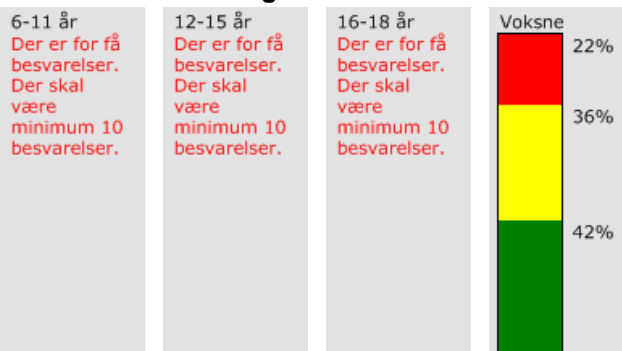 6-11 år
Der er for få
besvarelser.
Der skal
være
minimum 10
besvarelser.
12-15 år
Der er for få
besvarelser.
Der skal
være
minimum 10
besvarelser.
16-18 år
Der er for få
besvarelser.
Der skal
være
minimum 10
besvarelser.
Voksne
22%
36%
42%